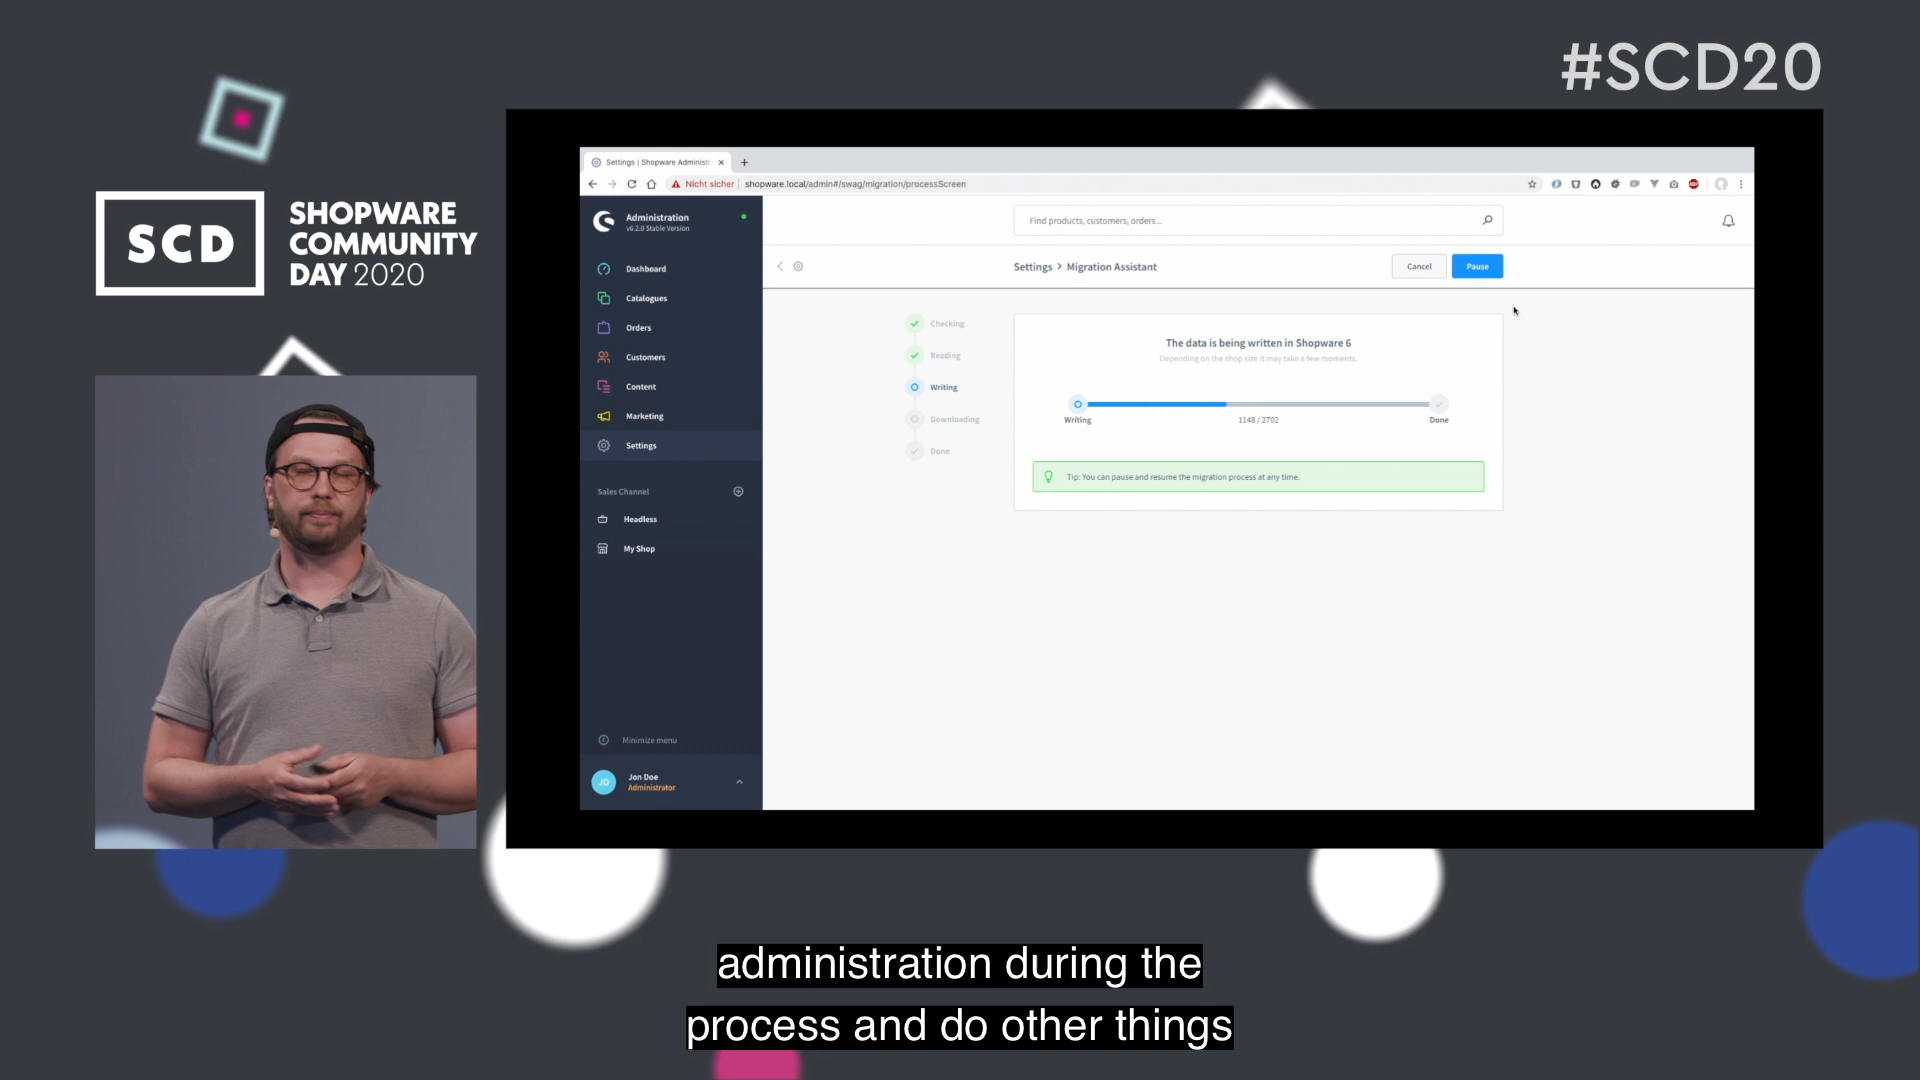 #SCD20
SCD
SHOPWARE
COMMUNITY
DAY 2020
Settings | Shopware Administr
Nicht sicher
shopware.local/admin#/swag/migration/processScreen
Administration
v6.2.0 Stable Version
Find products, customers, orders...
Dashboard
Catalogues
Orders
Customers
Content
Marketing
Settings
Sales Channel
Headless
My Shop
Minimize menu
JD
Jon Doe
Administrator
Settings > Migration Assistant
Cancel
Pause
Checking
Reading
Writing
Downloading
Done
The data is being written in Shopware 6
Depending on the shop size it may take a few moments.
Writing
1148 / 2702
Done
Tip: You can pause and resume the migration process at any time.
administration during the
process and do other things